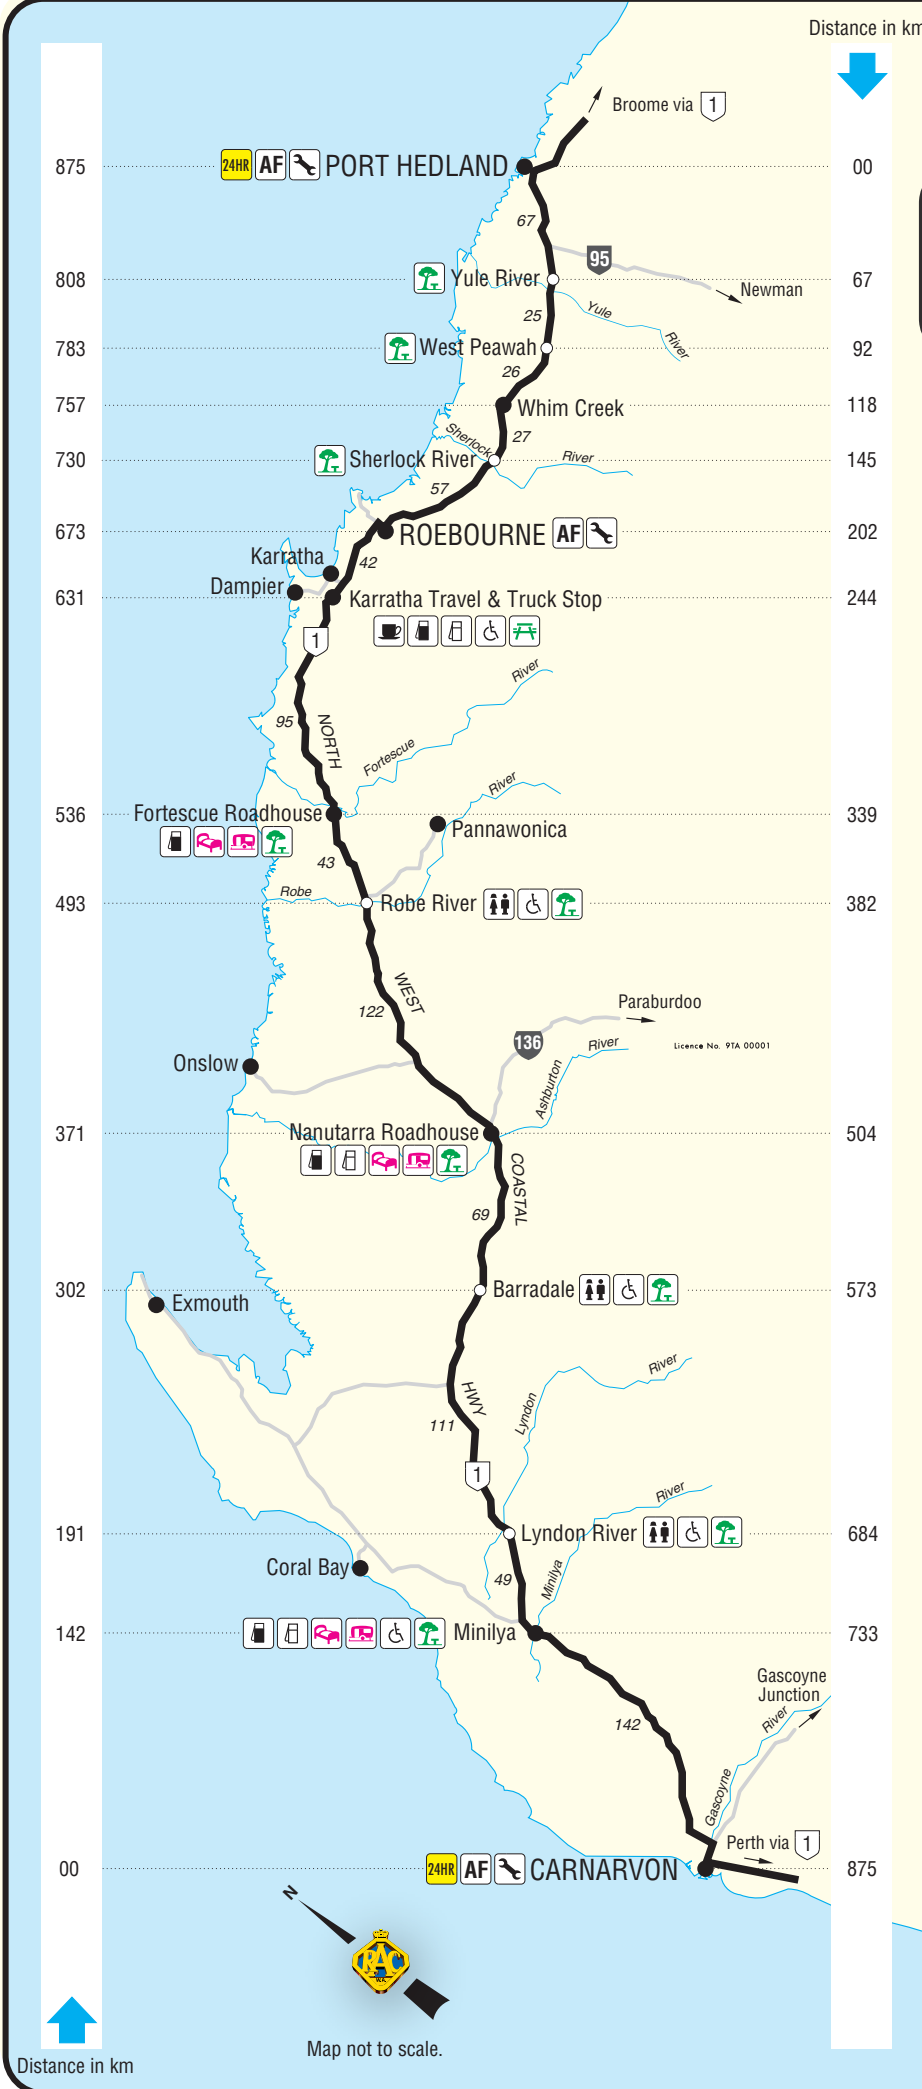 Distance in km
Broome via 1
875 24HR AF PORT HEDLAND 00
67
95
808 Yule River 67
Newman
25
Yule
River
783 West Peawah 92
26
757 Whim Creek 118
27
Sherlock
River
730 Sherlock River 145
57
673 ROEBOURNE AF 202
Karratha
42
Dampier
631 Karratha Travel & Truck Stop 244
1
River
95
NORTH
Fortescue
River
536 Fortescue Roadhouse 339
Pannawonica
43
Robe
493 Robe River 382
WEST
122
Paraburdoo
136
River
Licence No. 9TA 00001
Onslow
Ashburton
371 Nanutarra Roadhouse 504
COASTAL
69
302 Barradale 573
Exmouth
River
HWY
Lyndon
111
1
River
191 Lyndon River 684
Coral Bay
49
Minilya
142 Minilya 733
Gascoyne
Junction
River
142
Gascoyne
Perth via 1
00 24HR AF CARNARVON 875
N
RAC
W.A.
Map not to scale.
Distance in km